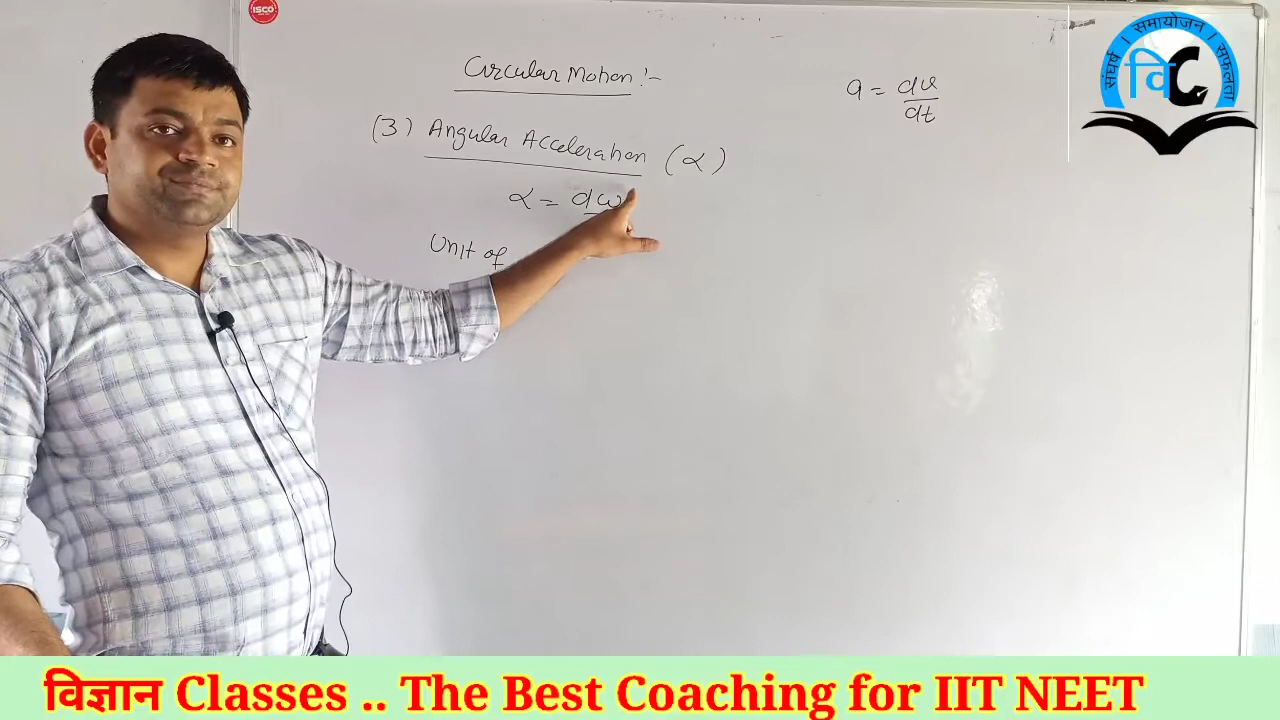 ISCO
Circular Motion :-
a = dv
dt
(3) Angular Acceleration (α)
α = dω
Unit of
संघर्ष । समायोजन । सफलता
वि C
विज्ञान Classes .. The Best Coaching for IIT NEET